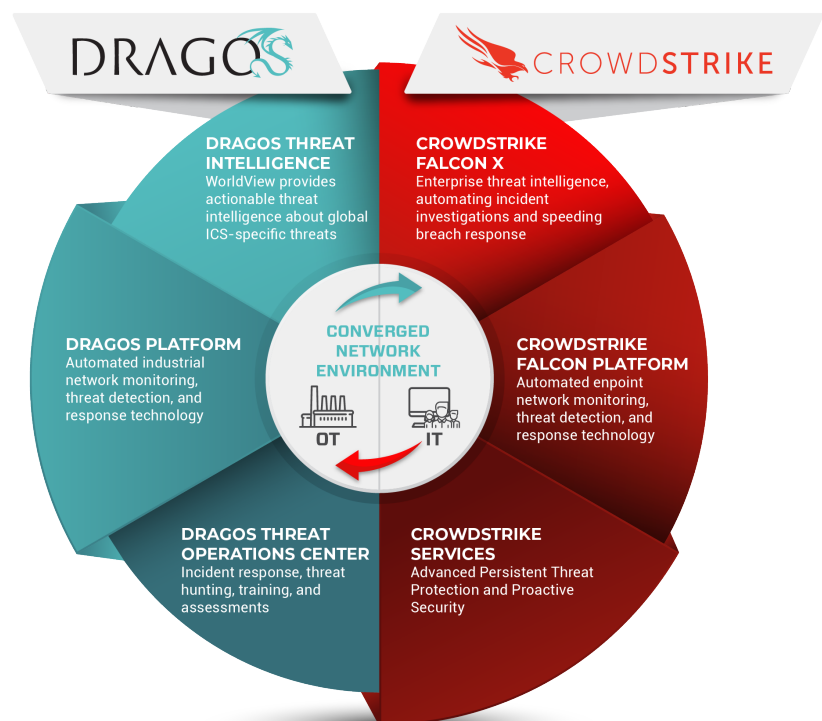 DRAGOS
CROWDSTRIKE
DRAGOS THREAT
INTELLIGENCE
WorldView provides
actionable threat
intelligence about global
ICS-specific threats
CROWDSTRIKE
FALCON X
Enterprise threat intelligence,
automating incident
investigations and speeding
breach response
DRAGOS PLATFORM
Automated industrial
network monitoring,
threat detection, and
response technology
CONVERGED
NETWORK
ENVIRONMENT
OT
IT
CROWDSTRIKE
FALCON PLATFORM
Automated enpoint
network monitoring,
threat detection, and
response technology
DRAGOS THREAT
OPERATIONS CENTER
Incident response, threat
hunting, training, and
assessments
CROWDSTRIKE
SERVICES
Advanced Persistent Threat
Protection and Proactive
Security